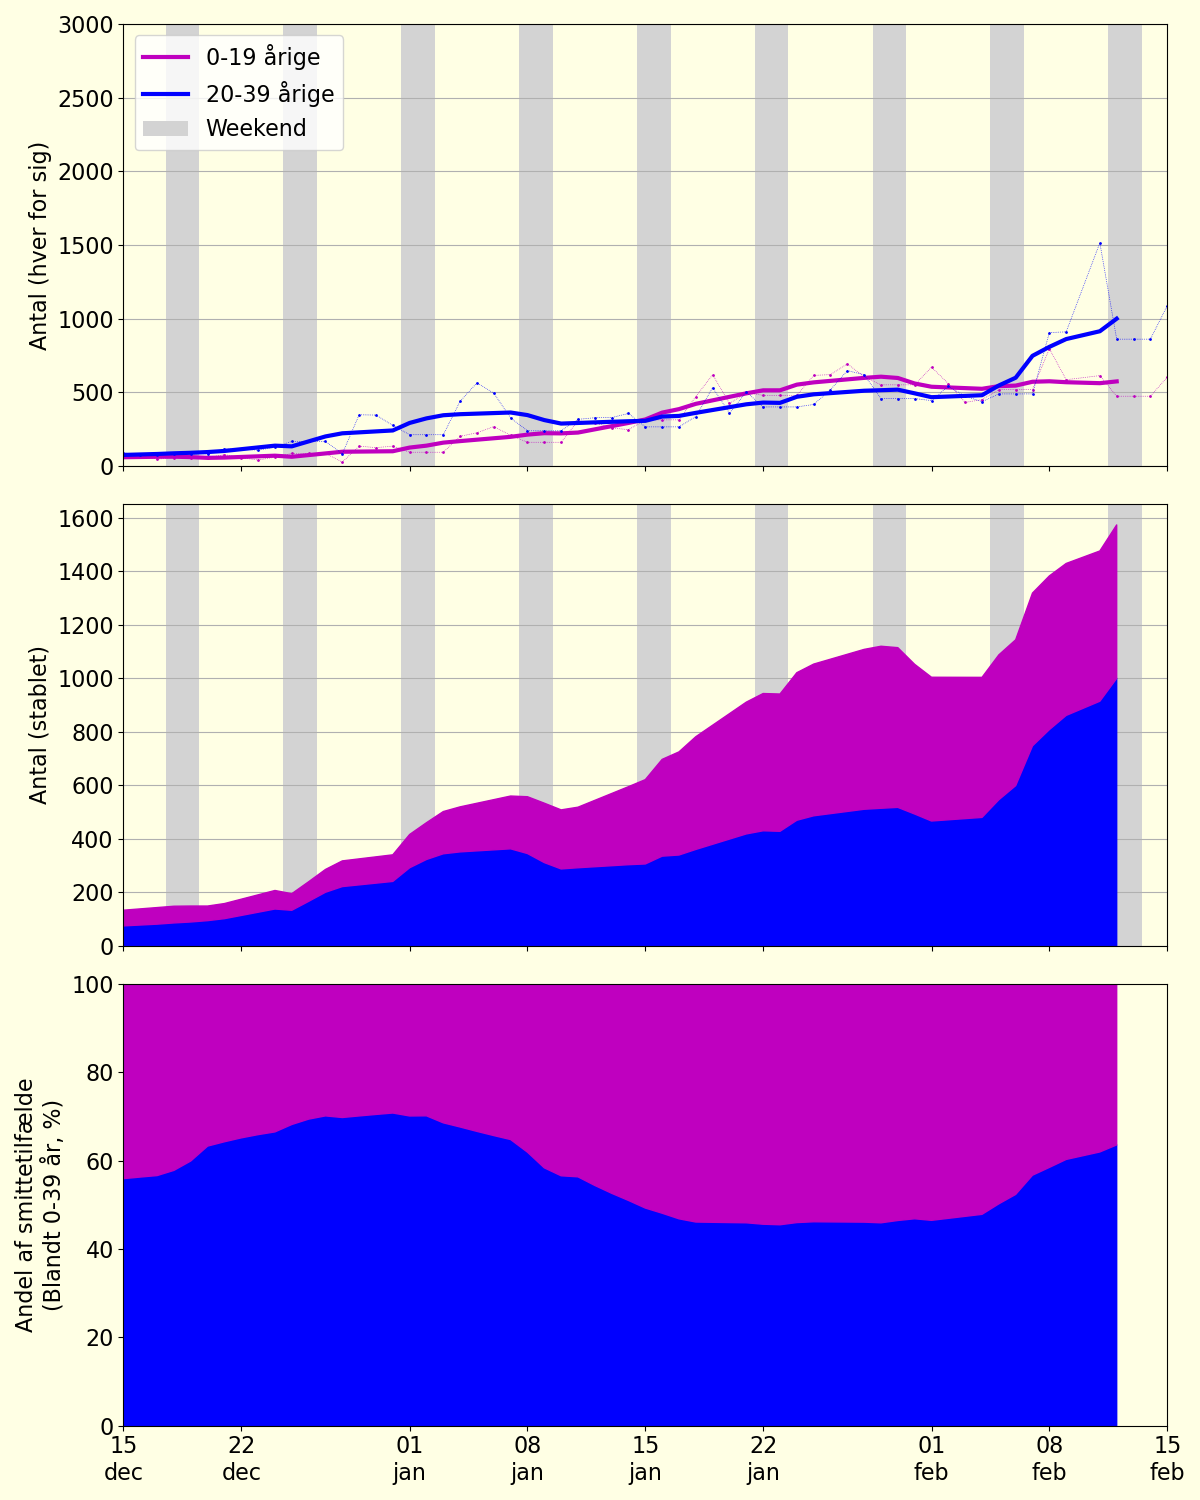 3000
2500
2000
1500
1000
500
0
Antal (hver for sig)
0-19 årige
20-39 årige
Weekend
1600
1400
1200
1000
800
600
400
200
0
Antal (stablet)
100
80
60
40
20
0
Andel af smittetilfælde
(Blandt 0-39 år, %)
15 22 01 08 15 22 01 08 15
dec dec jan jan jan jan feb feb feb